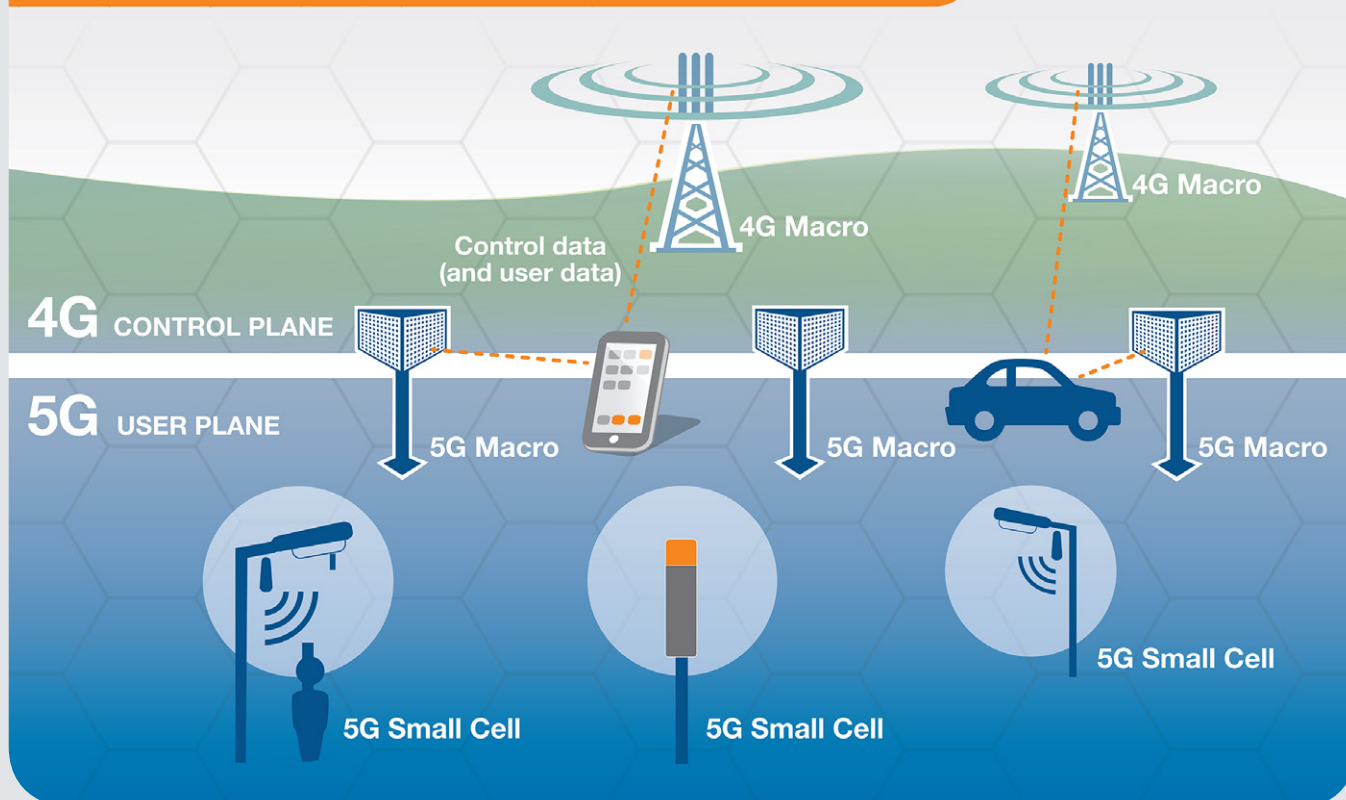 4G Macro
4G Macro
Control data
(and user data)
4G CONTROL PLANE
5G USER PLANE
5G Macro
5G Macro
5G Macro
5G Small Cell
5G Small Cell
5G Small Cell